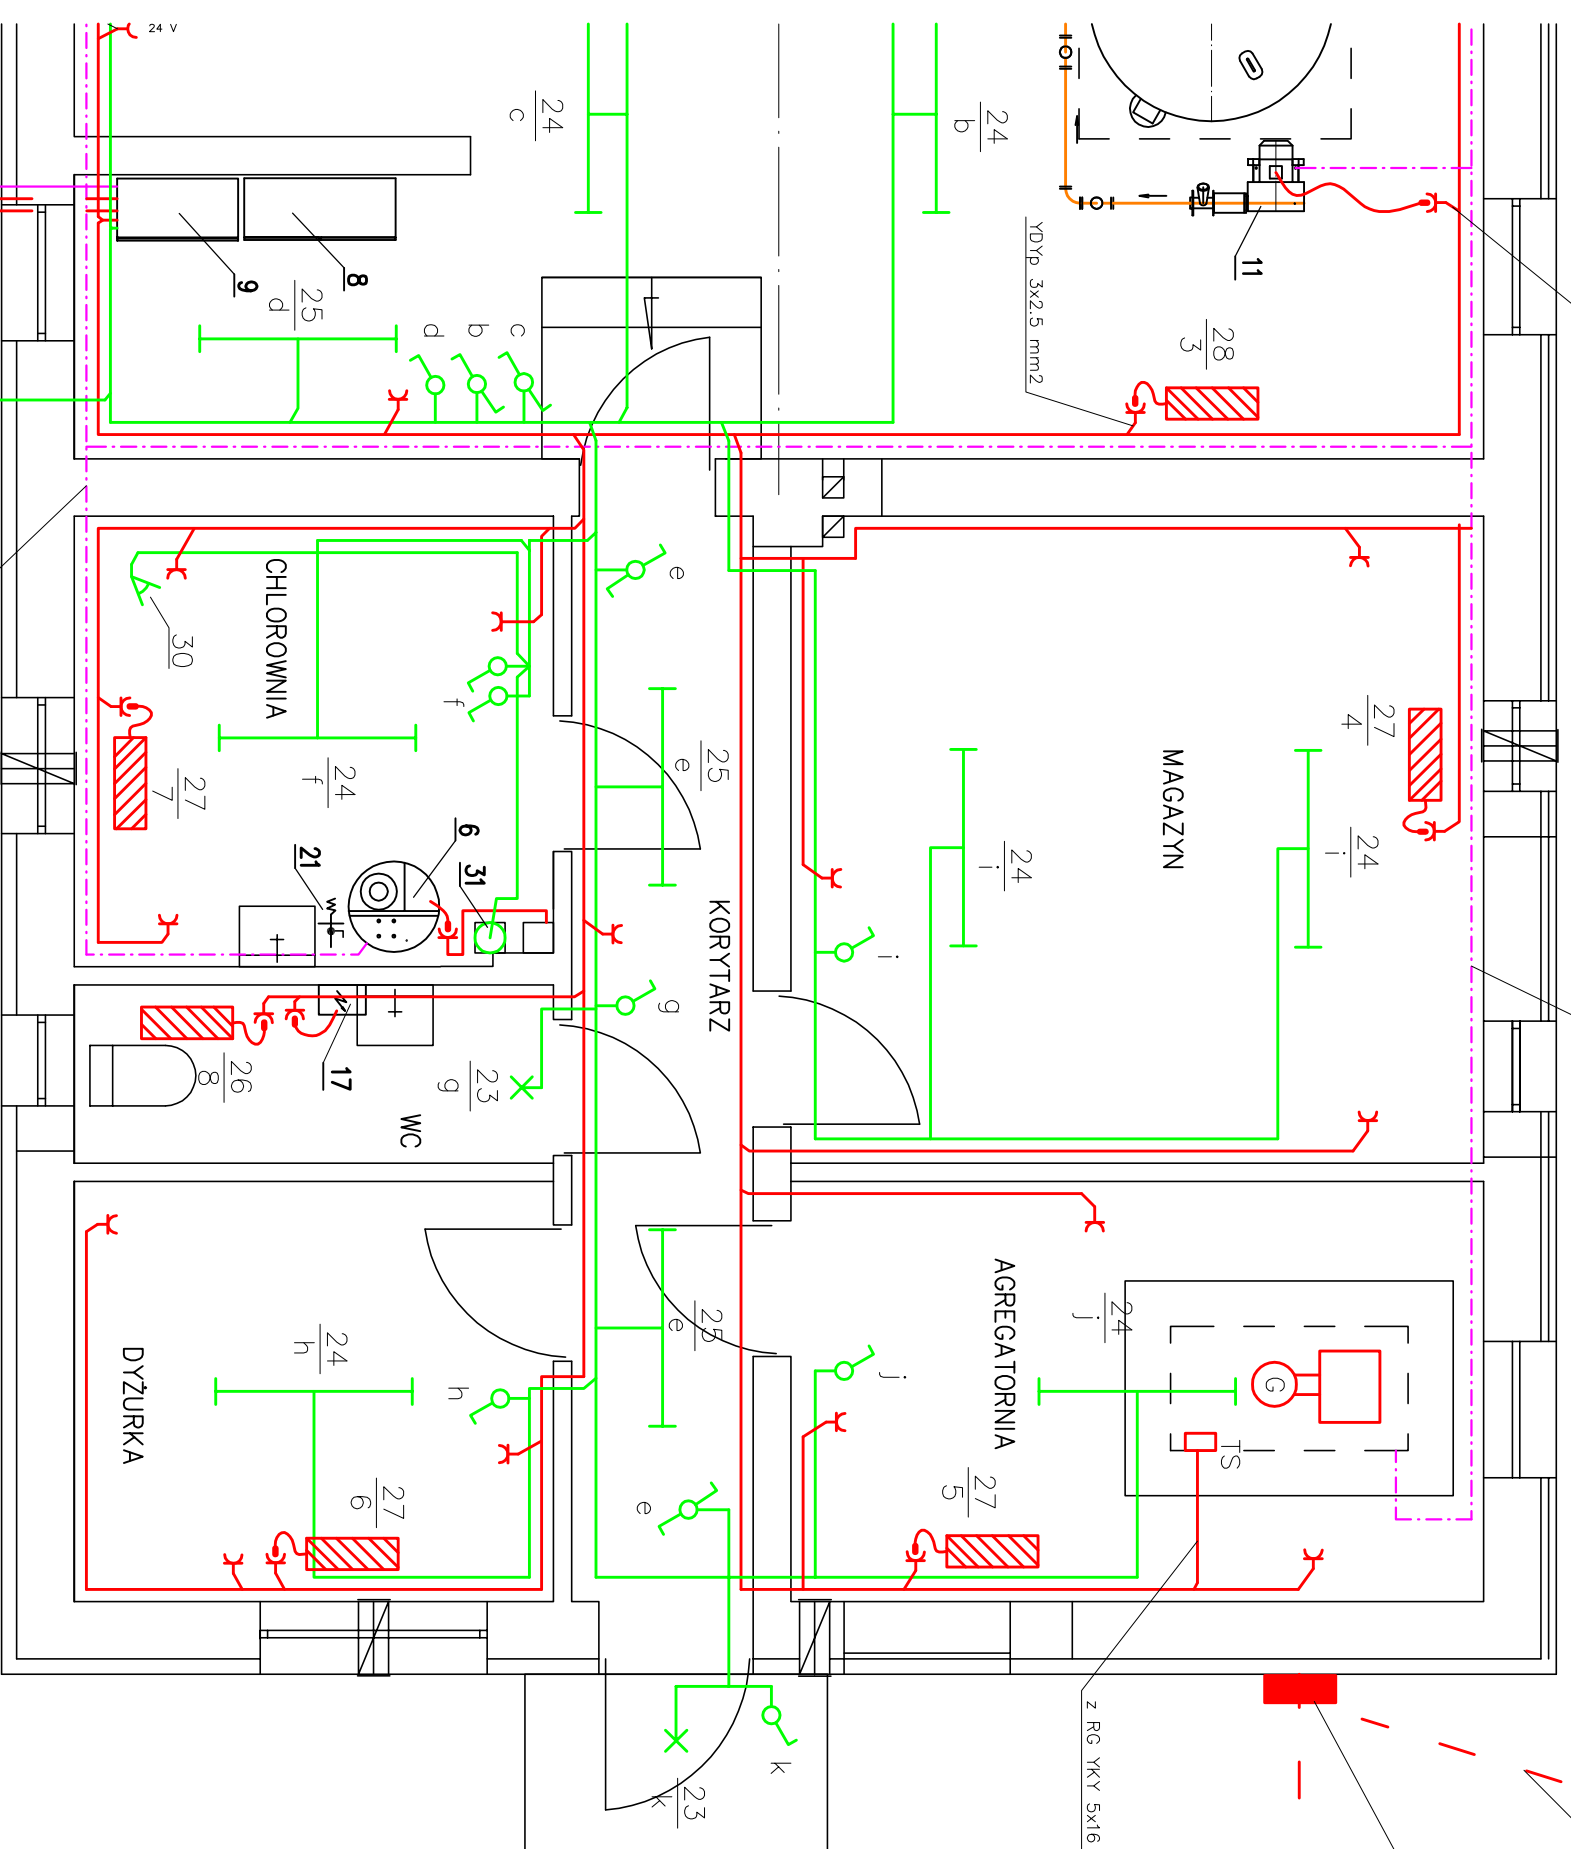 24 V
24
c
24
b
11
YDYp 3x2.5 mm2
28
3
8
9
25
d
d
b
c
e
CHLOROWNIA
30
f
24
f
27
7
6
21
31
25
e
KORYTARZ
MAGAZYN
27
4
24
i
24
i
i
g
17
26
8
23
g
WC
DYŻURKA
24
h
h
27
6
25
e
e
AGREGATORNIA
24
j
j
G
TS
27
5
k
23
k
z RG YKY 5x16